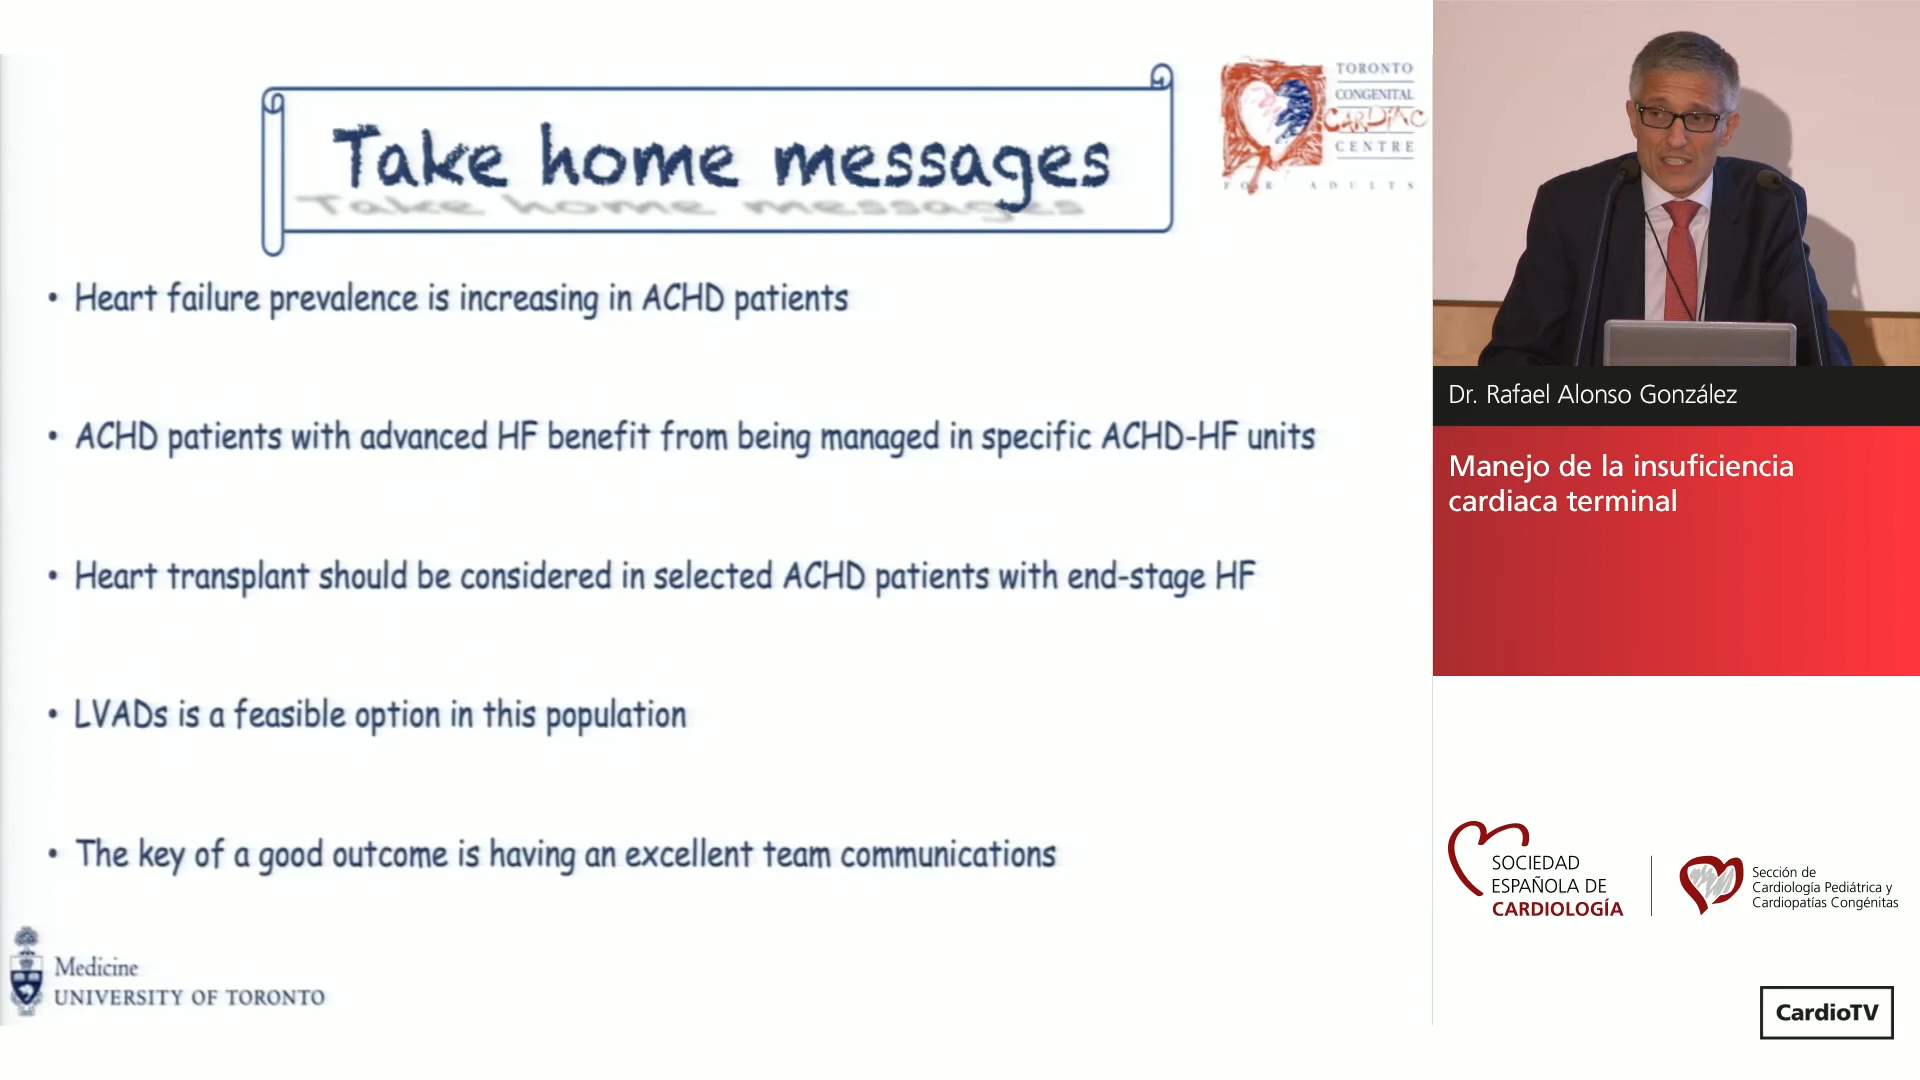 Take home messages
TORONTO
CONGENITAL
CARDIAC
CENTRE
FOR ADULTS
• Heart failure prevalence is increasing in ACHD patients
• ACHD patients with advanced HF benefit from being managed in specific ACHD-HF units
• Heart transplant should be considered in selected ACHD patients with end-stage HF
• LVADs is a feasible option in this population
• The key of a good outcome is having an excellent team communications
Medicine
UNIVERSITY OF TORONTO
Dr. Rafael Alonso González
Manejo de la insuficiencia
cardiaca terminal
SOCIEDAD
ESPAÑOLA DE
CARDIOLOGÍA
Sección de
Cardiología Pediátrica y
Cardiopatías Congénitas
CardioTV